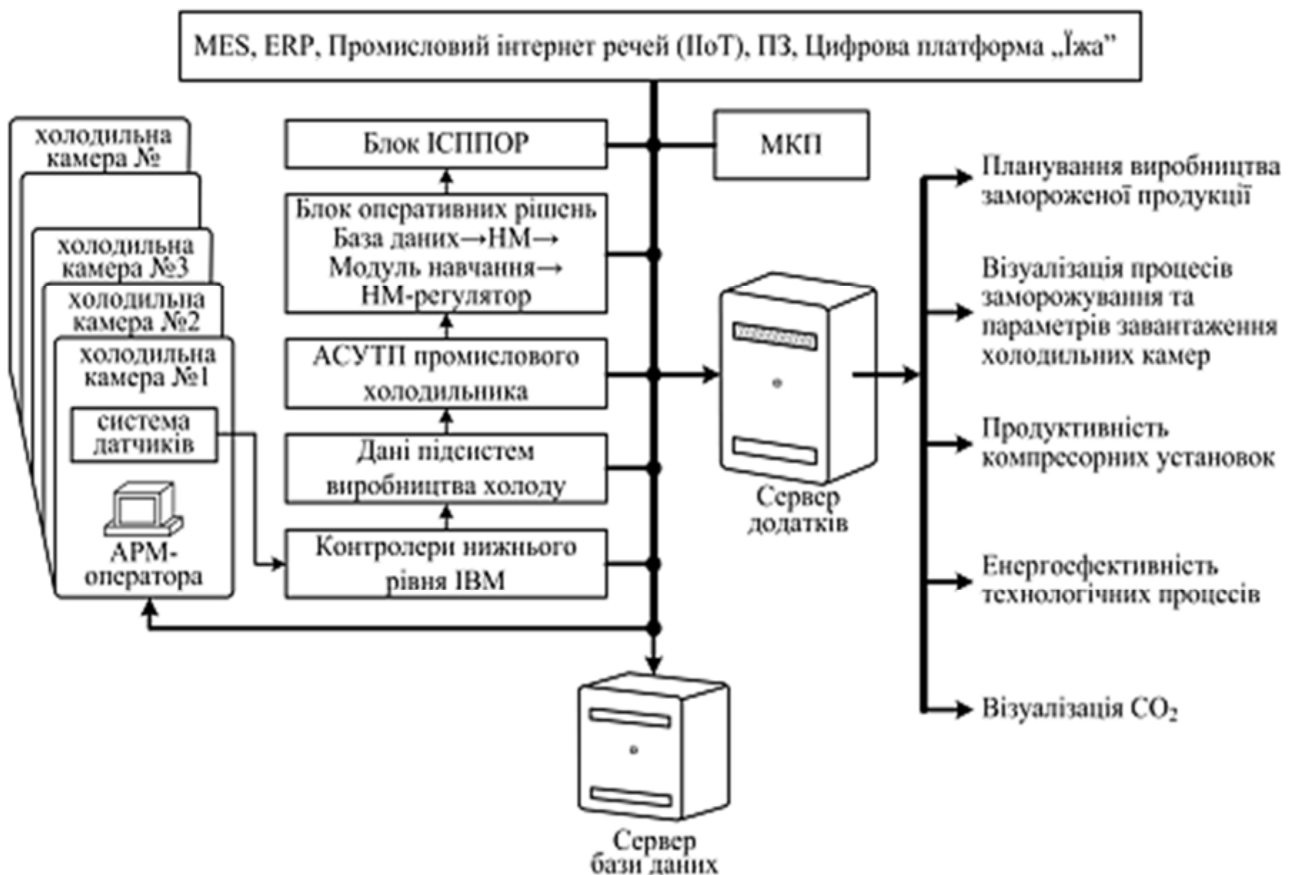 MES, ERP, Промисловий інтернет речей (ІІоТ), ПЗ, Цифрова платформа „Їжа”
холодильна
камера №
холодильна
камера №3
холодильна
камера №2
холодильна
камера №1
система
датчиків
АРМ-
оператора
Блок ІСППОР
Блок оперативних рішень
База даних→НМ→
Модуль навчання→
НМ-регулятор
АСУТП промислового
холодильника
Дані підсистем
виробництва холоду
Контролери нижнього
рівня ІВМ
МКП
Сервер
додатків
Сервер
бази даних
Планування виробництва
замороженої продукції
Візуалізація процесів
заморожування та
параметрів завантаження
холодильних камер
Продуктивність
компресорних установок
Енергоефективність
технологічних процесів
Візуалізація CO₂